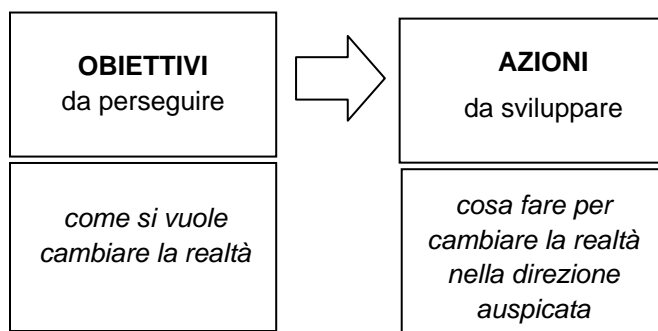 OBIETTIVI
da perseguire
AZIONI
da sviluppare
come si vuole
cambiare la realtà
cosa fare per
cambiare la realtà
nella direzione
auspicata